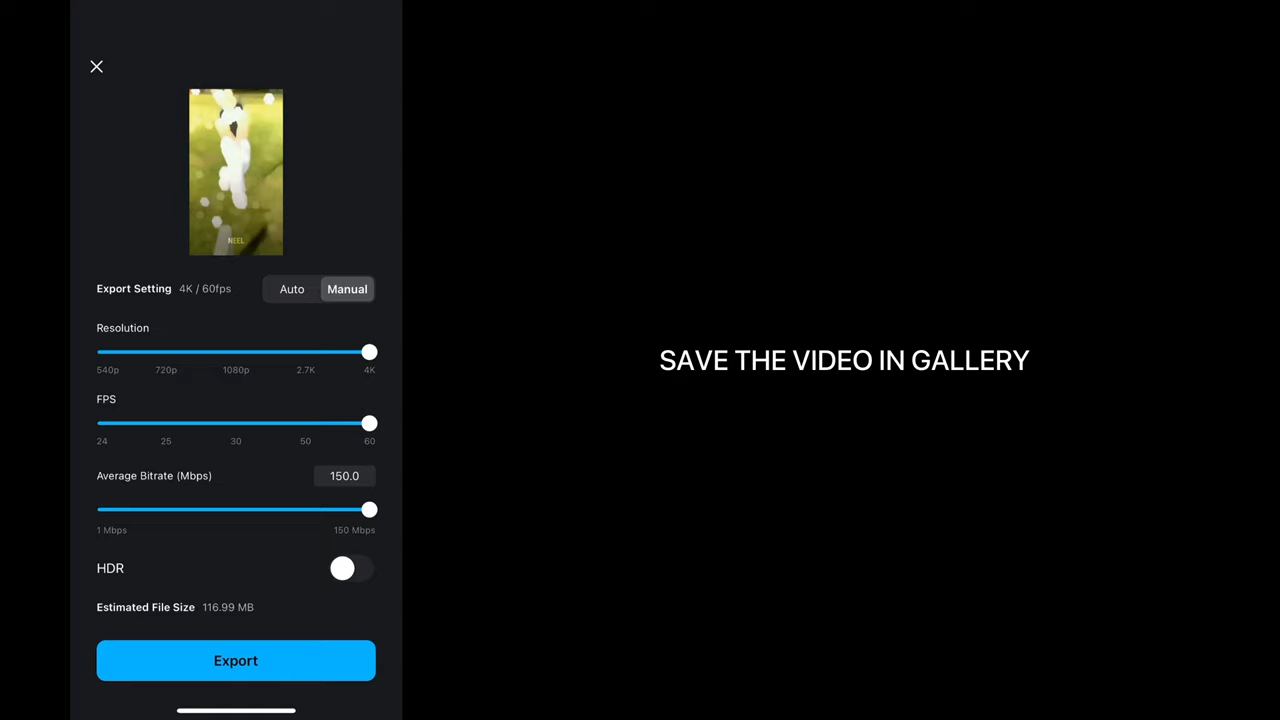 NEEL
Export Setting 4K / 60fps Auto Manual
Resolution
540p 720p 1080p 2.7K 4K
FPS
24 25 30 50 60
Average Bitrate (Mbps) 150.0
1 Mbps 150 Mbps
HDR
Estimated File Size 116.99 MB
Export
SAVE THE VIDEO IN GALLERY